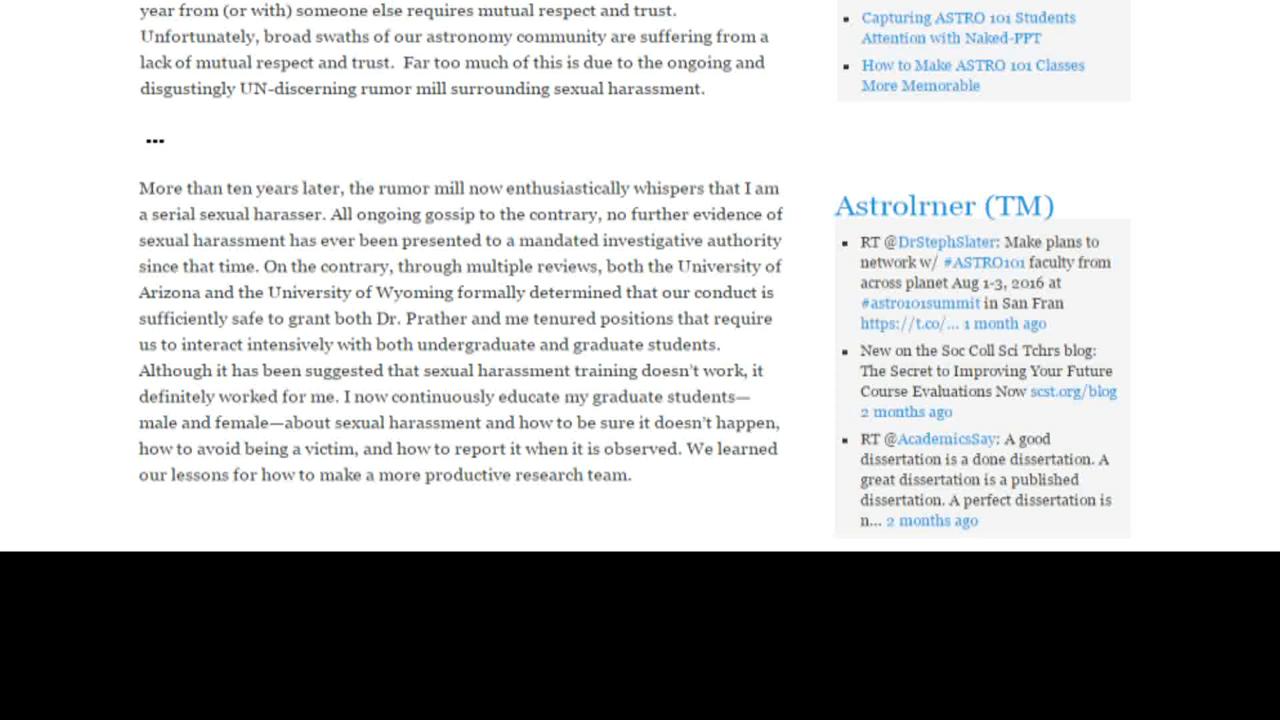 year from (or with) someone else requires mutual respect and trust.
Unfortunately, broad swaths of our astronomy community are suffering from a
lack of mutual respect and trust.  Far too much of this is due to the ongoing and
disgustingly UN-discerning rumor mill surrounding sexual harassment.
...
More than ten years later, the rumor mill now enthusiastically whispers that I am
a serial sexual harasser. All ongoing gossip to the contrary, no further evidence of
sexual harassment has ever been presented to a mandated investigative authority
since that time. On the contrary, through multiple reviews, both the University of
Arizona and the University of Wyoming formally determined that our conduct is
sufficiently safe to grant both Dr. Prather and me tenured positions that require
us to interact intensively with both undergraduate and graduate students.
Although it has been suggested that sexual harassment training doesn't work, it
definitely worked for me. I now continuously educate my graduate students—
male and female—about sexual harassment and how to be sure it doesn't happen,
how to avoid being a victim, and how to report it when it is observed. We learned
our lessons for how to make a more productive research team.
Capturing ASTRO 101 Students
Attention with Naked-PPT
How to Make ASTRO 101 Classes
More Memorable
Astrolrner (TM)
RT @DrStephSlater: Make plans to
network w/ #ASTRO101 faculty from
across planet Aug 1-3, 2016 at
#astro101summit in San Fran
https://t.co/... 1 month ago
New on the Soc Coll Sci Tchrs blog:
The Secret to Improving Your Future
Course Evaluations Now scst.org/blog
2 months ago
RT @AcademicsSay: A good
dissertation is a done dissertation. A
great dissertation is a published
dissertation. A perfect dissertation is
n... 2 months ago